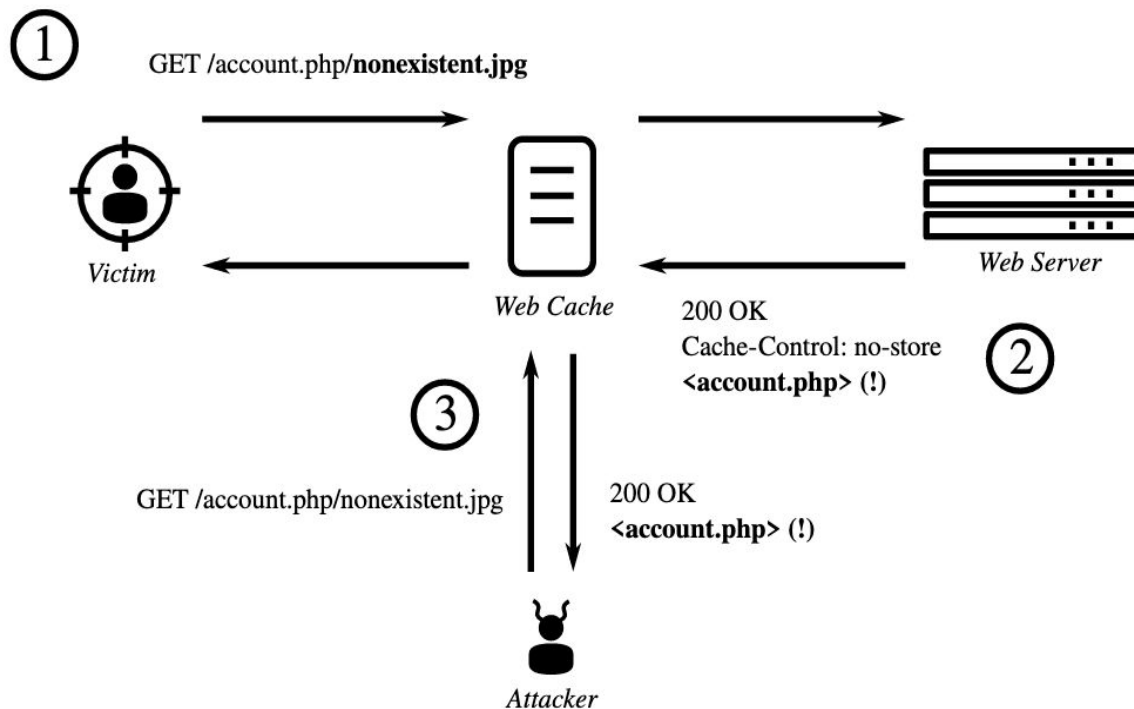 1
GET /account.php/nonexistent.jpg
Victim
Web Cache
Web Server
200 OK
Cache-Control: no-store
<account.php> (!)
2
3
GET /account.php/nonexistent.jpg
200 OK
<account.php> (!)
Attacker